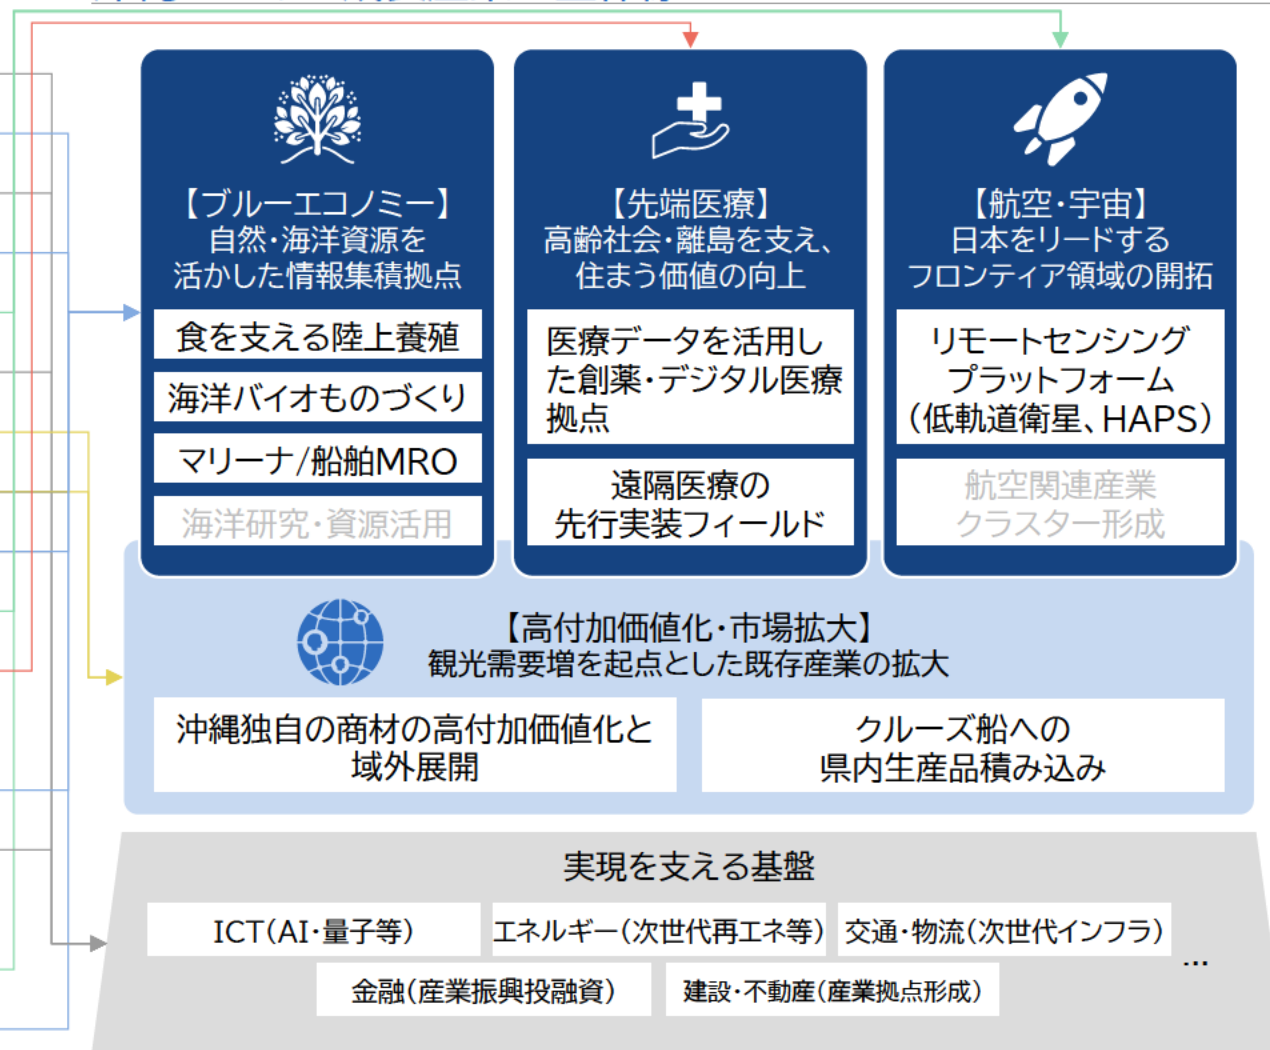 【ブルーエコノミー】
自然・海洋資源を
活かした情報集積拠点
食を支える陸上養殖
海洋バイオものづくり
マリーナ/船舶MRO
海洋研究・資源活用
【先端医療】
高齢社会・離島を支え、
住まう価値の向上
医療データを活用し
た創薬・デジタル医療
拠点
遠隔医療の
先行実装フィールド
【航空・宇宙】
日本をリードする
フロンティア領域の開拓
リモートセンシング
プラットフォーム
（低軌道衛星、HAPS）
航空関連産業
クラスター形成
【高付加価値化・市場拡大】
観光需要増を起点とした既存産業の拡大
沖縄独自の商材の高付加価値化と
域外展開
クルーズ船への
県内生産品積み込み
実現を支える基盤
ICT（AI・量子等）
エネルギー（次世代再エネ等）
交通・物流（次世代インフラ）
金融（産業振興投融資）
建設・不動産（産業拠点形成）
…